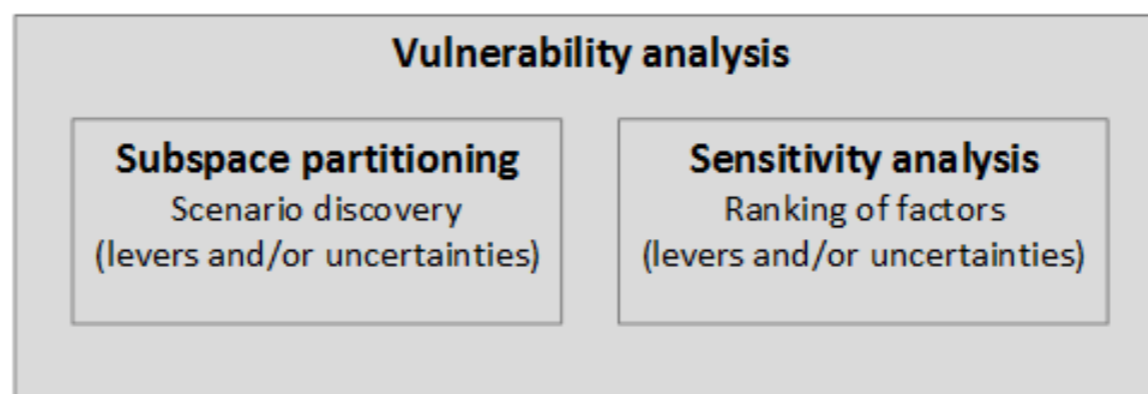 Vulnerability analysis
Subspace partitioning
Scenario discovery
(levers and/or uncertainties)
Sensitivity analysis
Ranking of factors
(levers and/or uncertainties)